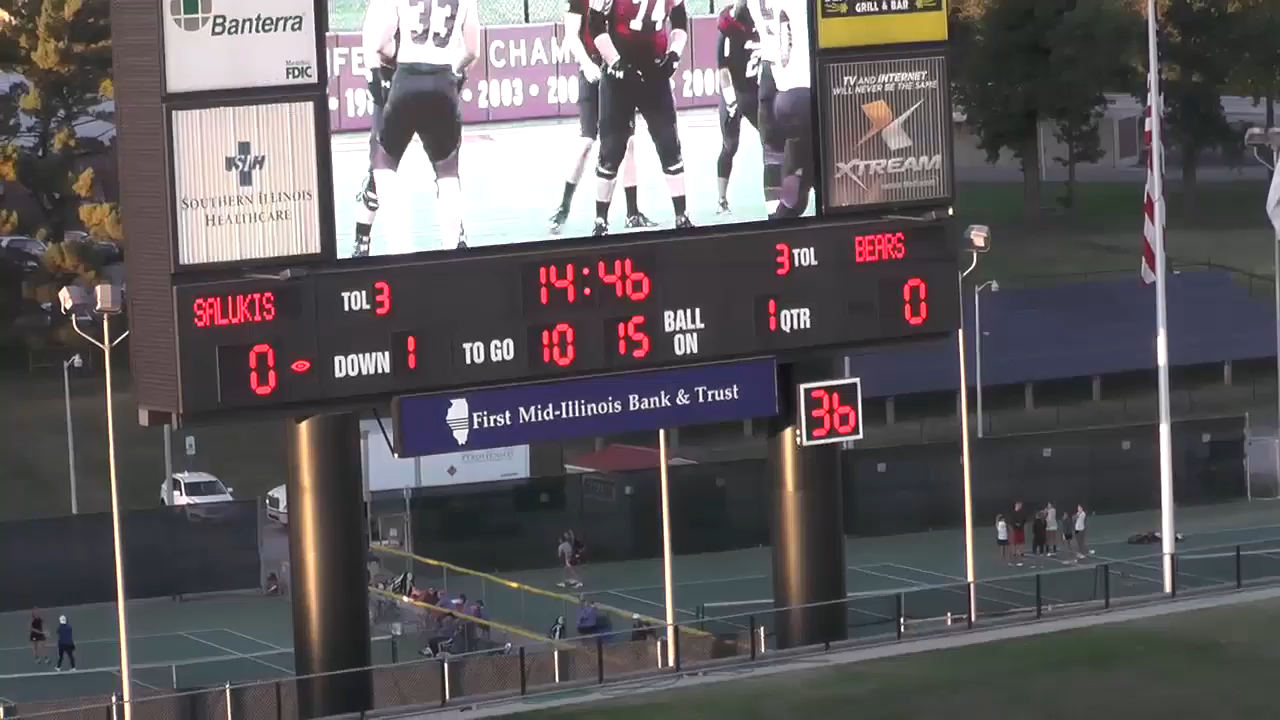 Banterra
FDIC
33
74
GRILL & BAR
CHAM
2003
TV AND INTERNET
WILL NEVER BE THE SAME
XTREAM
SIH
SOUTHERN ILLINOIS
HEALTHCARE
SALUKIS
TOL 3
14:46
3 TOL
BEARS
0
DOWN 1
TO GO 10
15 BALL ON
1 QTR
0
First Mid-Illinois Bank & Trust
36